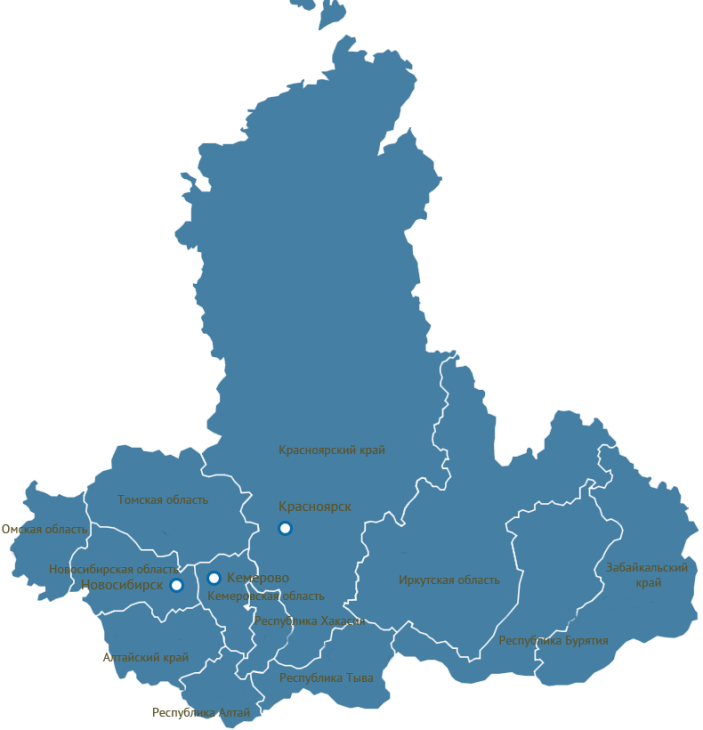 Красноярский край
Томская область
Красноярск
Омская область
Новосибирская область
Забайкальский
край
Кемерово
Иркутская область
Новосибирск
Кемеровская область
Республика Хакасия
Республика Бурятия
Алтайский край
Республика Тыва
Республика Алтай